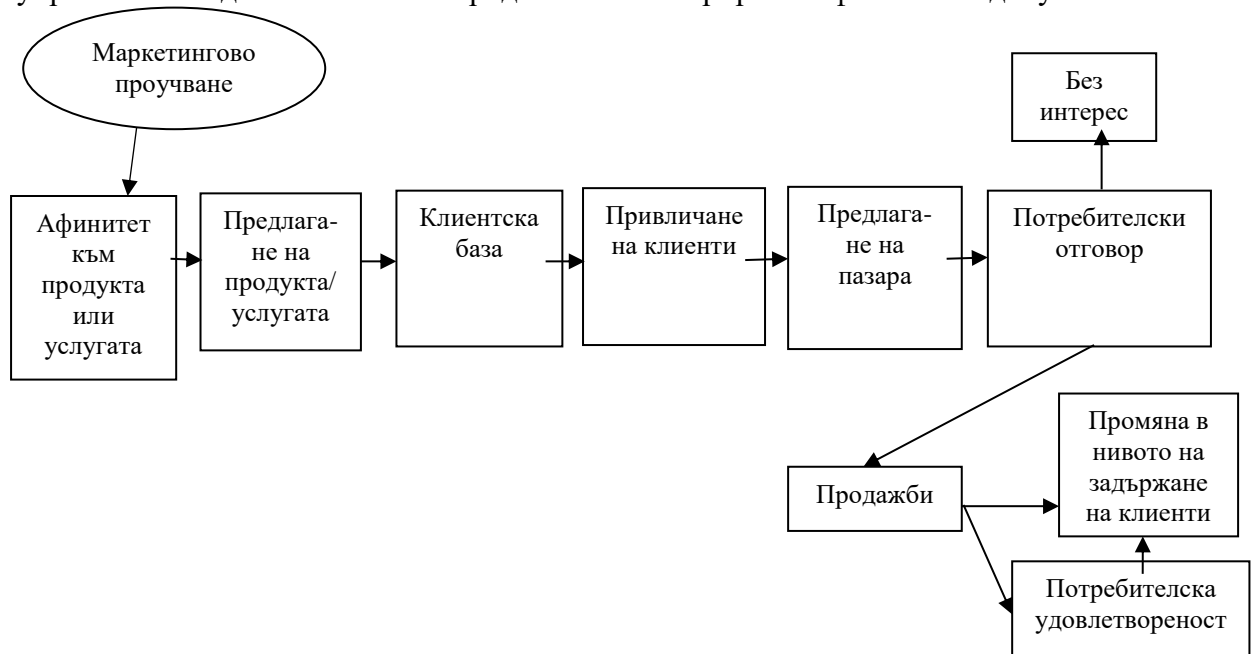 Маркетингово
проучване
Без
интерес
Афинитет
към
продукта
или
услугата
Предлага-
не на
продукта/
услугата
Клиентска
база
Привличане
на клиенти
Предлага-
не на
пазара
Потребителски
отговор
Продажби
Промяна в
нивото на
задържане
на клиенти
Потребителска
удовлетвореност